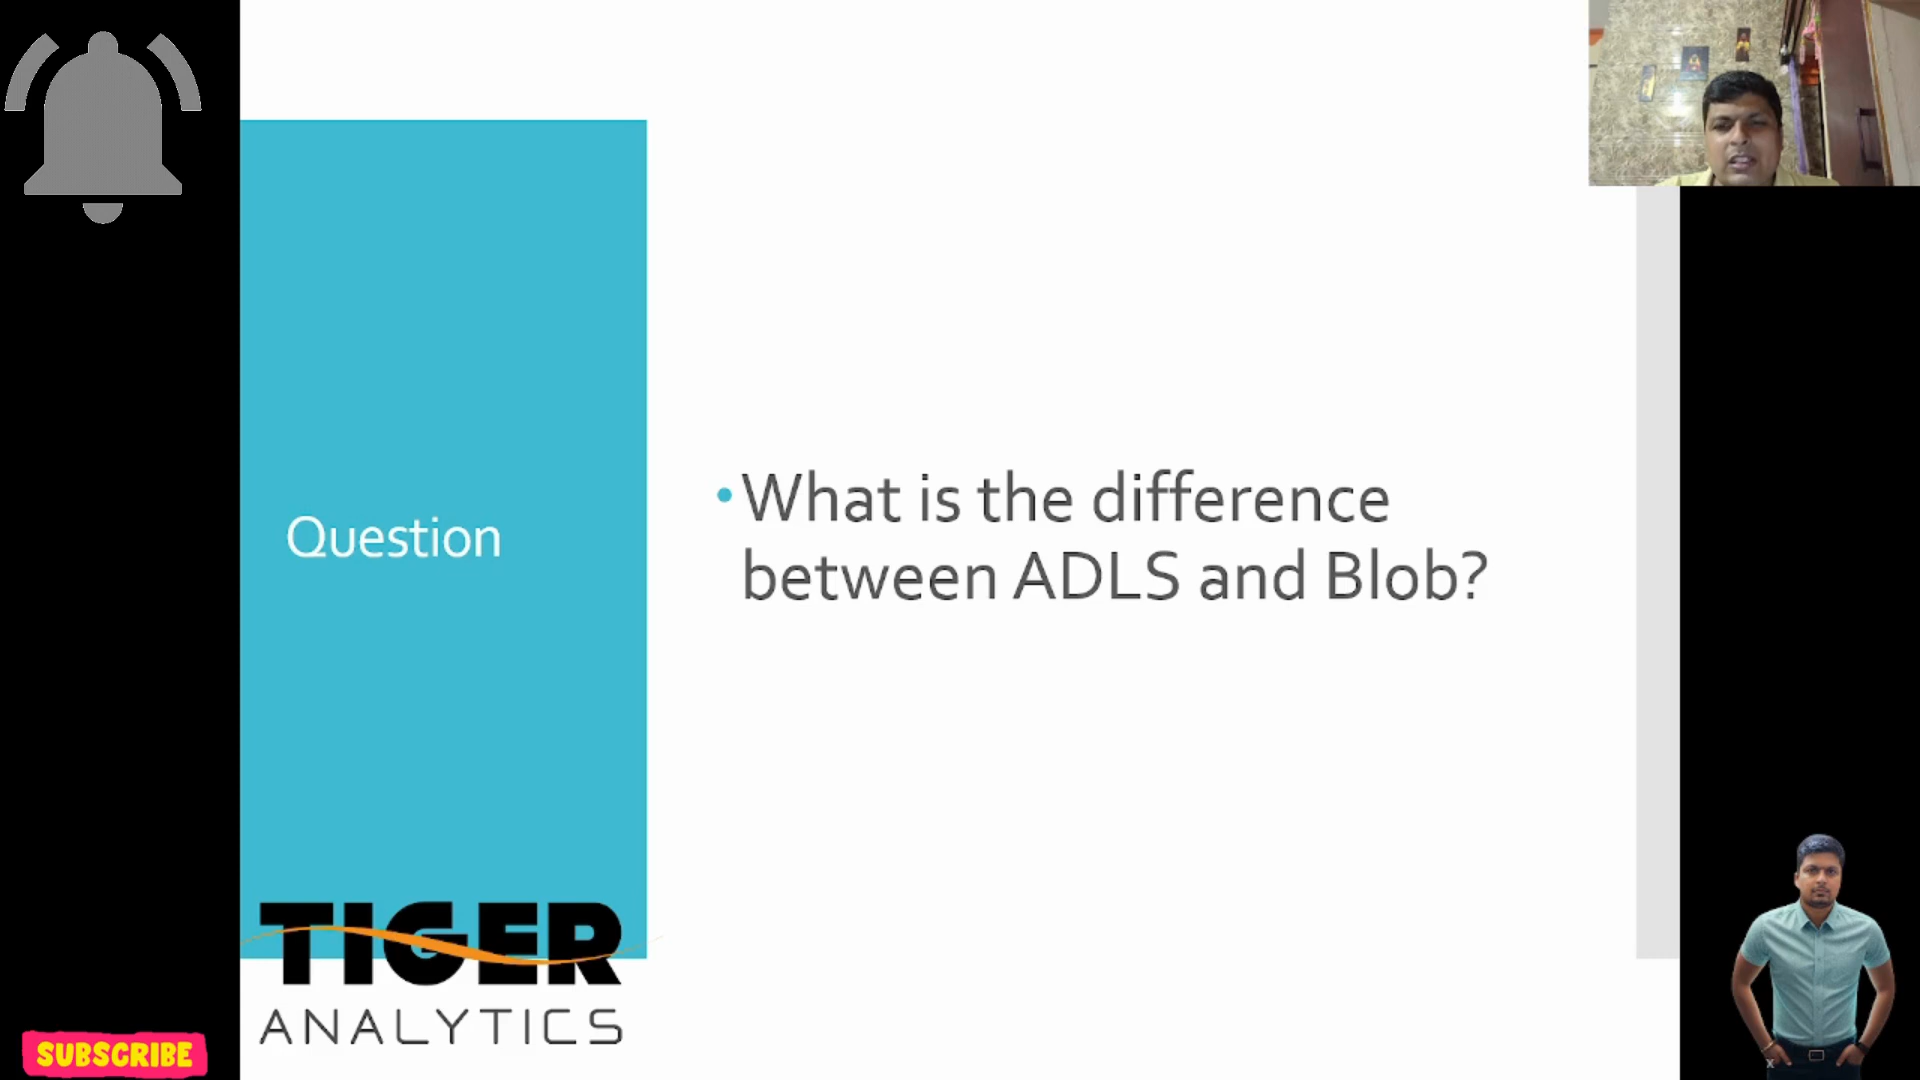 Question
• What is the difference
between ADLS and Blob?
TIGER
ANALYTICS
SUBSCRIBE
x